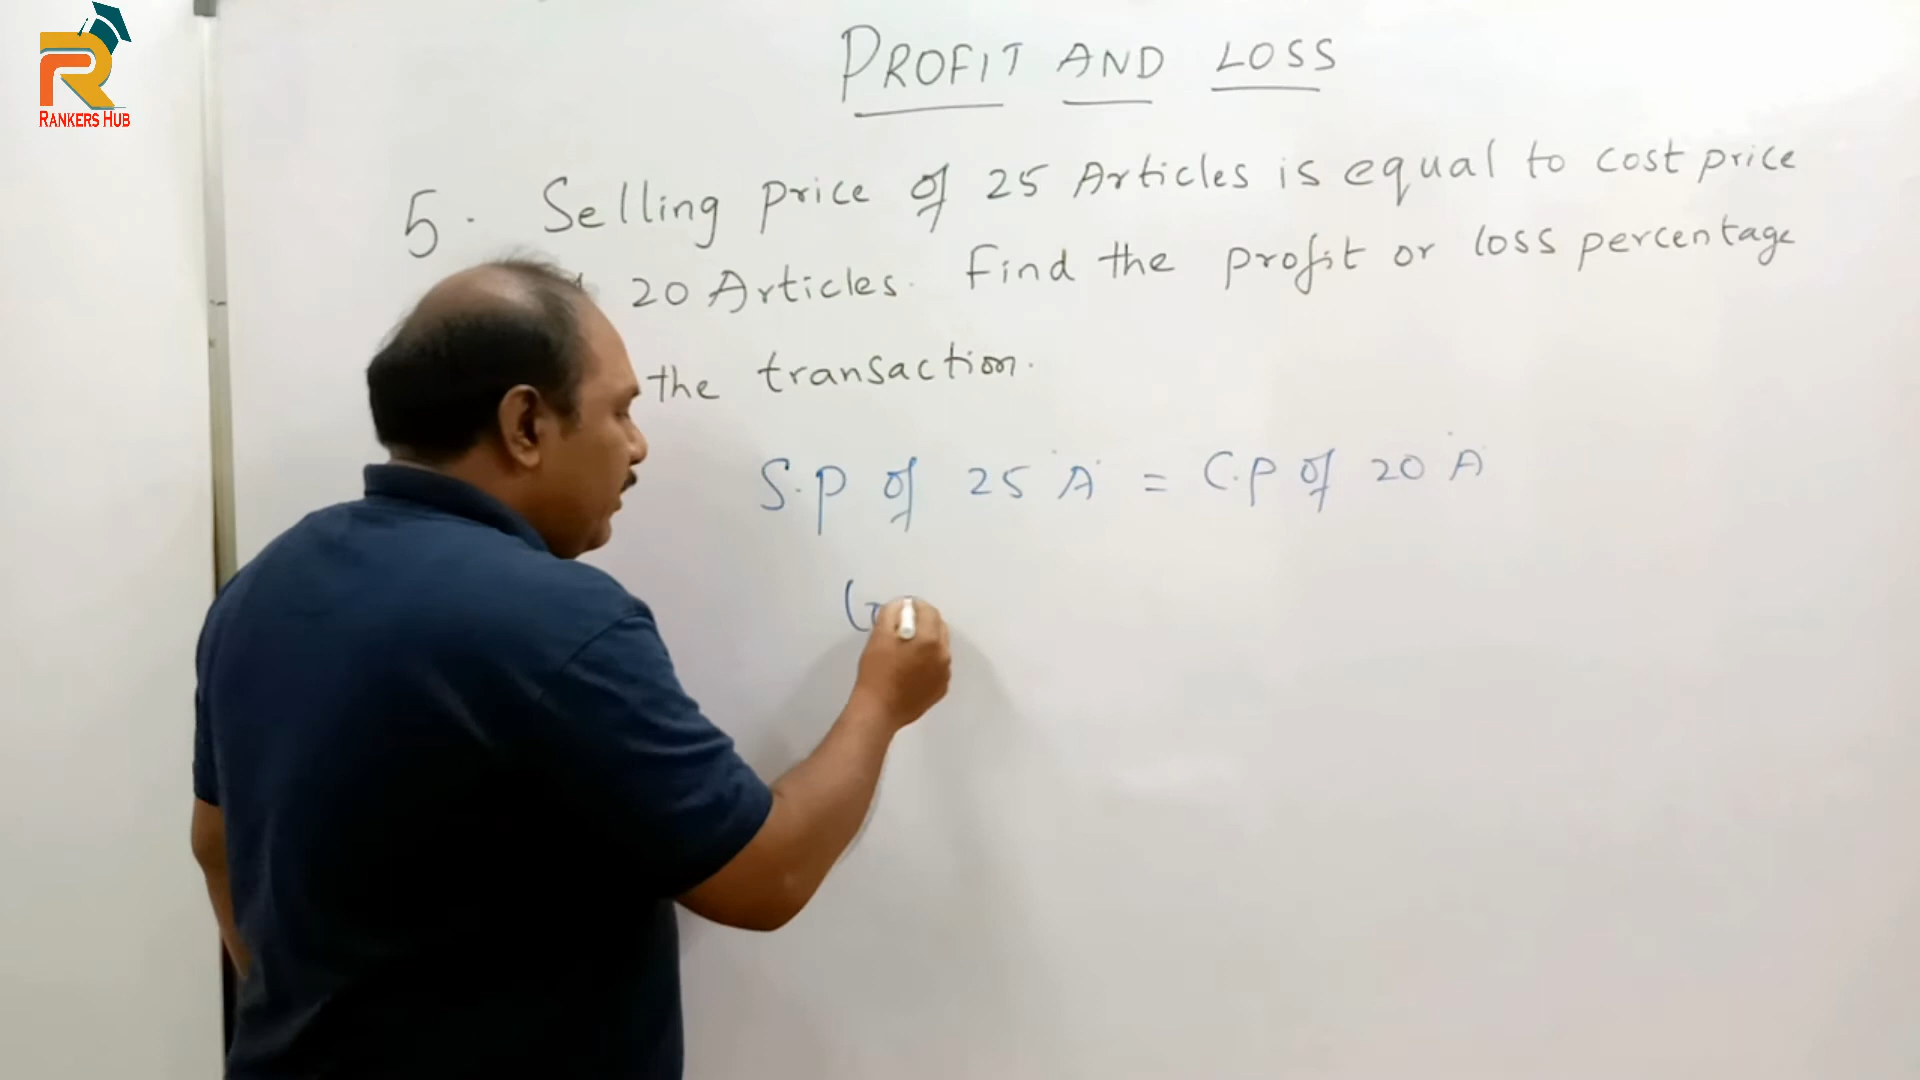 RANKERS HUB
PROFIT AND LOSS
5. Selling price of 25 Articles is equal to cost price
20 Articles. Find the profit or loss percentage
the transaction.
S.P of 25 A = C.P of 20 A